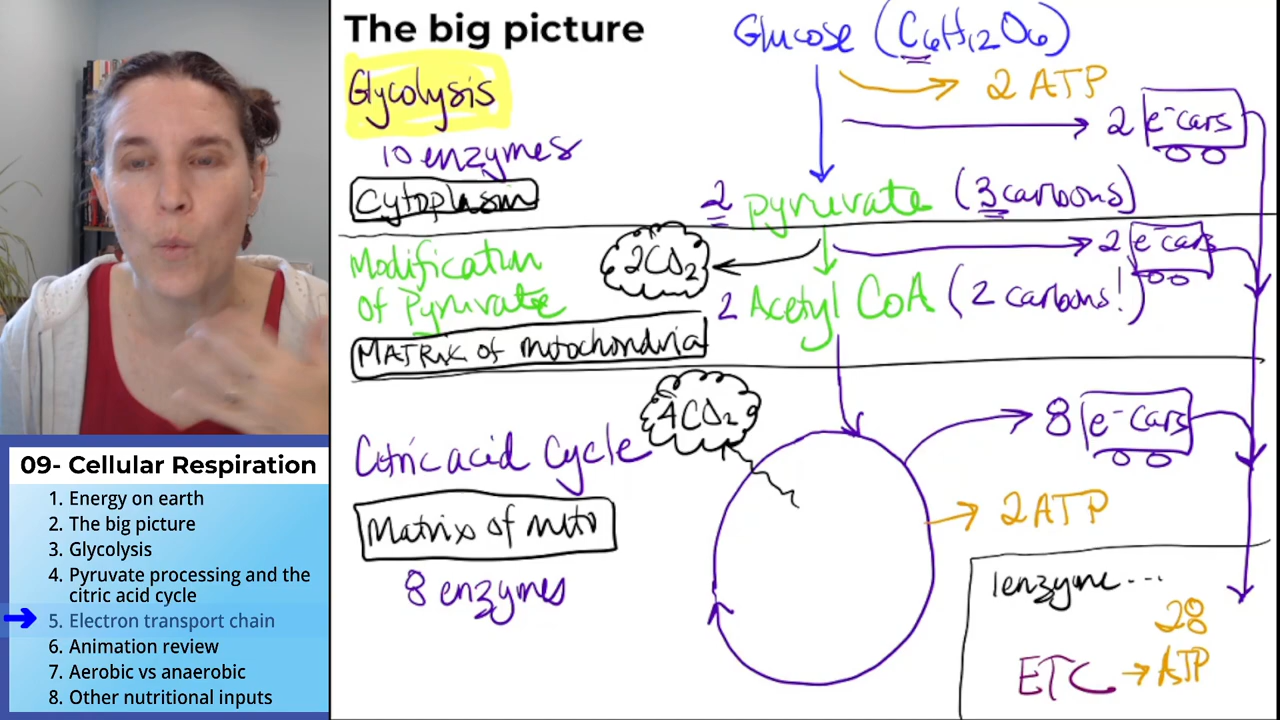 The big picture
Glucose (C6H12O6)
Glycolysis
2 ATP
2 e- cars
10 enzymes
Cytoplasm
2 pyruvate (3 carbons)
Modification
of Pyruvate
2CO2
2 e- cars
2 Acetyl CoA (2 carbons!)
MATRIX of mitochondria
4CO2
8 e- cars
Citric acid Cycle
Matrix of mito
2 ATP
8 enzymes
1enzyme...
28
ETC → ATP
09- Cellular Respiration
1. Energy on earth
2. The big picture
3. Glycolysis
4. Pyruvate processing and the
citric acid cycle
5. Electron transport chain
6. Animation review
7. Aerobic vs anaerobic
8. Other nutritional inputs